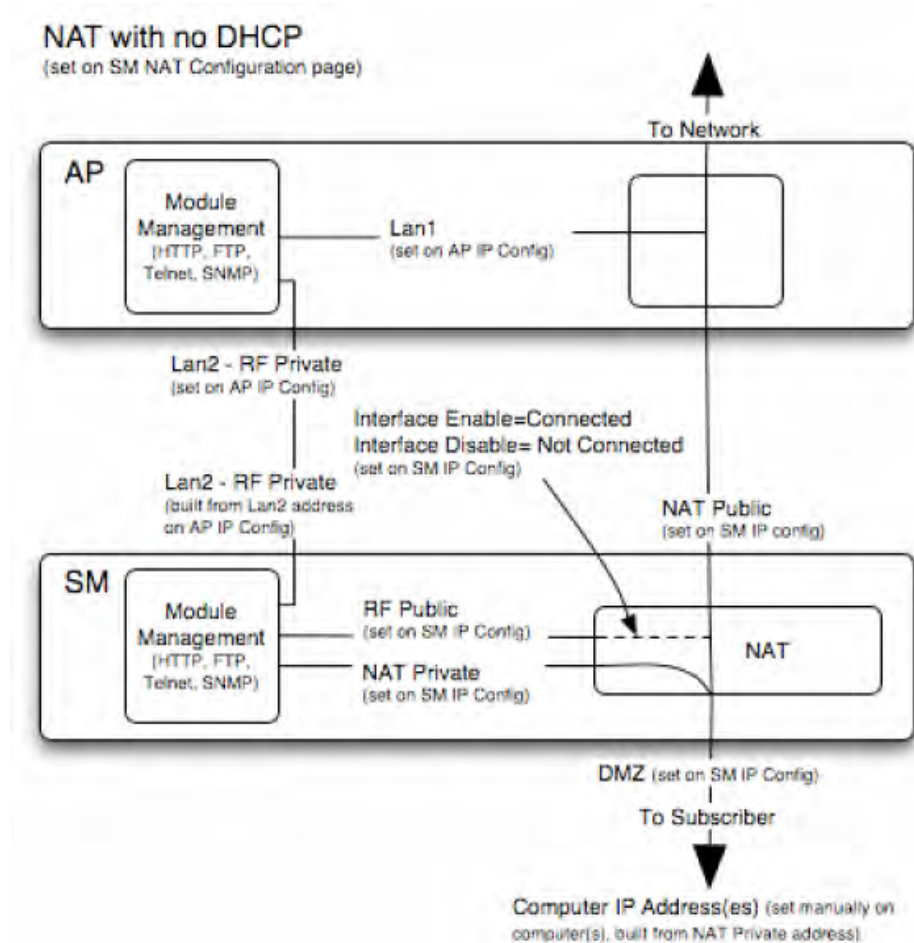 NAT with no DHCP
(set on SM NAT Configuration page)
To Network
AP
Module
Management
(HTTP, FTP,
Telnet, SNMP)
Lan1
(set on AP IP Config)
Lan2 - RF Private
(set on AP IP Config)
Interface Enable=Connected
Interface Disable= Not Connected
(set on SM IP Config)
Lan2 - RF Private
(built from Lan2 address
on AP IP Config)
NAT Public
(set on SM IP config)
SM
Module
Management
(HTTP, FTP,
Telnet, SNMP)
RF Public
(set on SM IP Config)
NAT Private
(set on SM IP Config)
NAT
DMZ (set on SM IP Config)
To Subscriber
Computer IP Address(es) (set manually on
computer(s), built from NAT Private address)